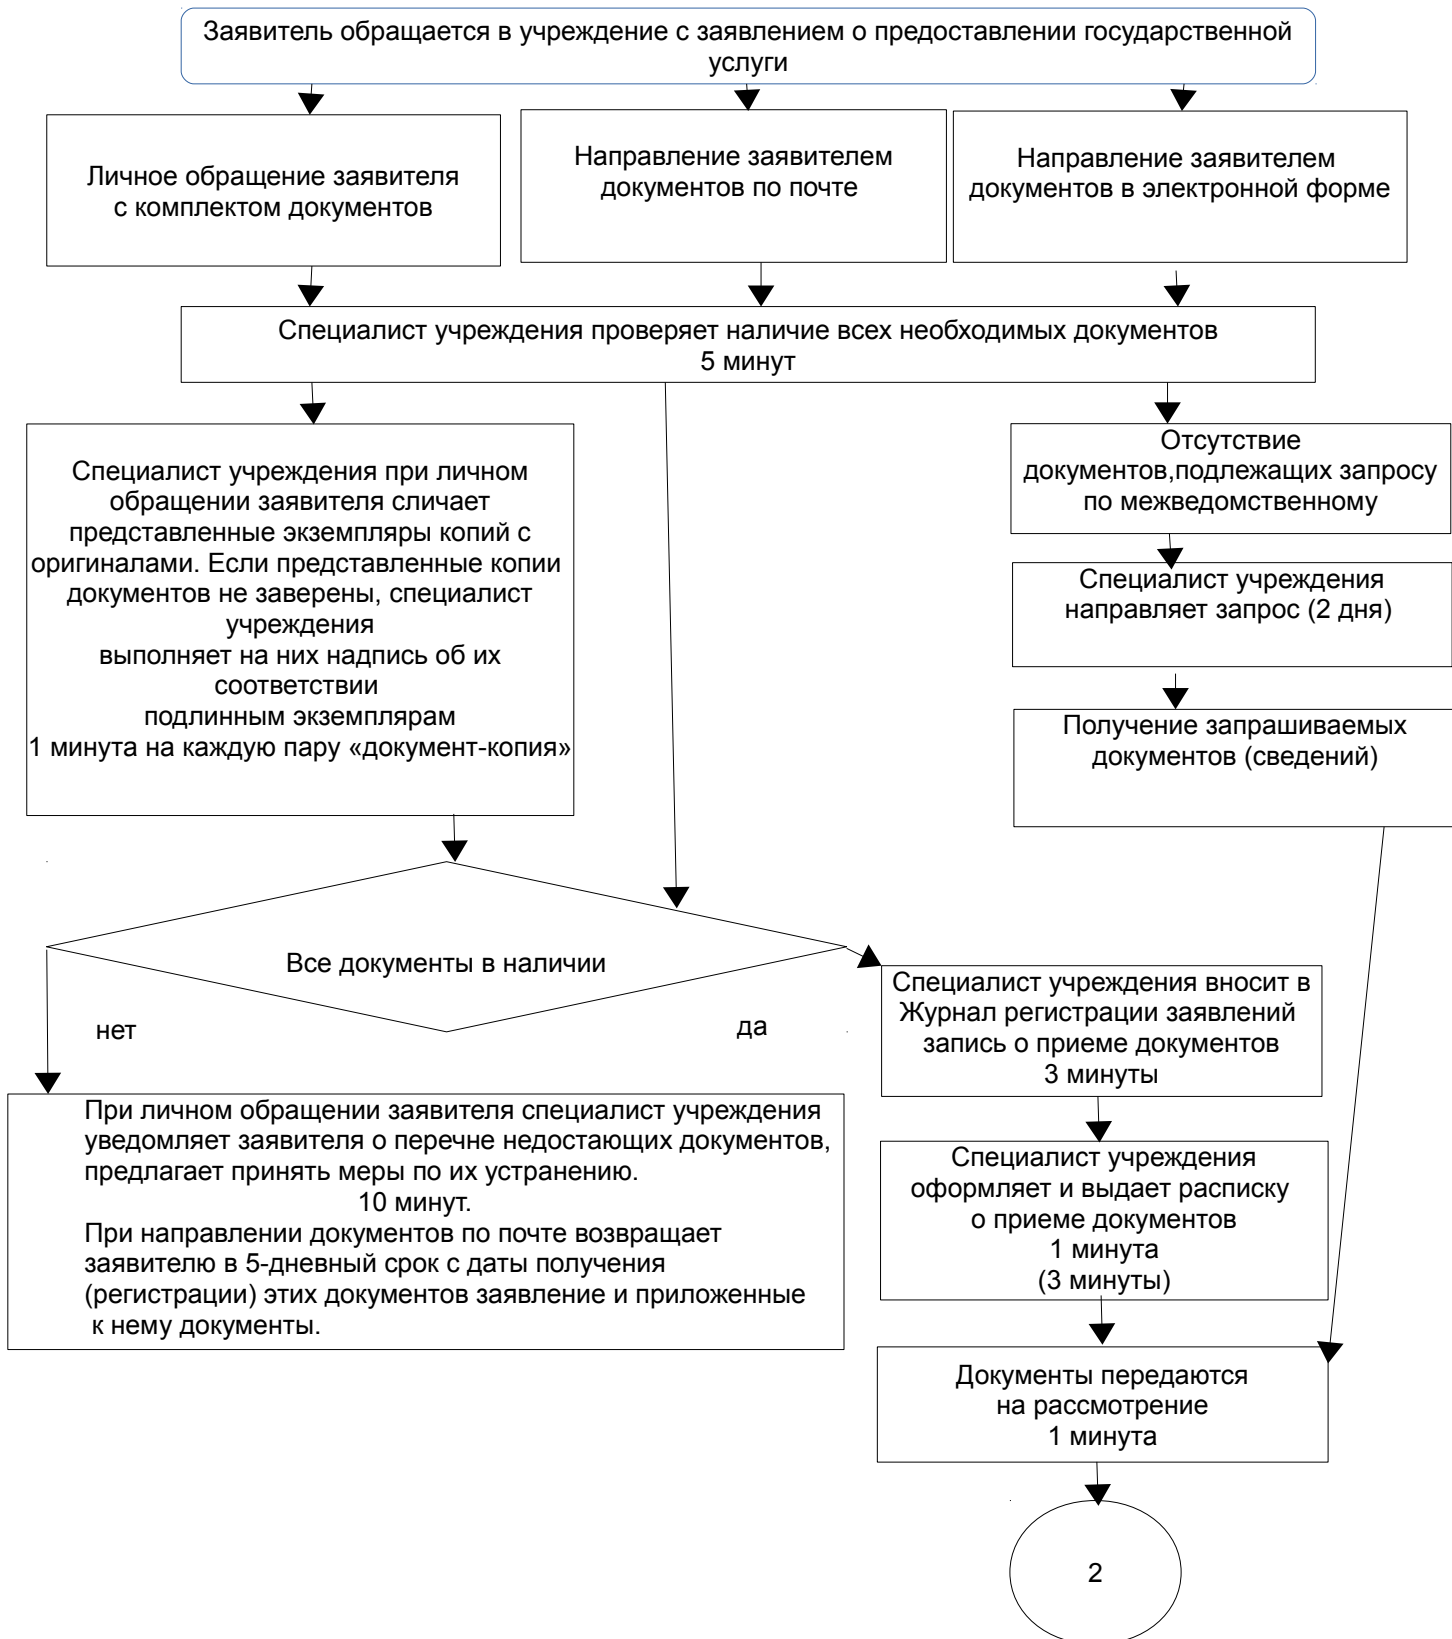 Заявитель обращается в учреждение с заявлением о предоставлении государственной
услуги
Личное обращение заявителя
с комплектом документов
Направление заявителем
документов по почте
Направление заявителем
документов в электронной форме
Специалист учреждения проверяет наличие всех необходимых документов
5 минут
Специалист учреждения при личном
обращении заявителя сличает
представленные экземпляры копий с
оригиналами. Если представленные копии
документов не заверены, специалист
учреждения
выполняет на них надпись об их
соответствии
подлинным экземплярам
1 минута на каждую пару «документ-копия»
Отсутствие
документов,подлежащих запросу
по межведомственному
Специалист учреждения
направляет запрос (2 дня)
Получение запрашиваемых
документов (сведений)
Все документы в наличии
нет
да
Специалист учреждения вносит в
Журнал регистрации заявлений
запись о приеме документов
3 минуты
При личном обращении заявителя специалист учреждения
уведомляет заявителя о перечне недостающих документов,
предлагает принять меры по их устранению.
10 минут.
При направлении документов по почте возвращает
заявителю в 5-дневный срок с даты получения
(регистрации) этих документов заявление и приложенные
к нему документы.
Специалист учреждения
оформляет и выдает расписку
о приеме документов
1 минута
(3 минуты)
Документы передаются
на рассмотрение
1 минута
2